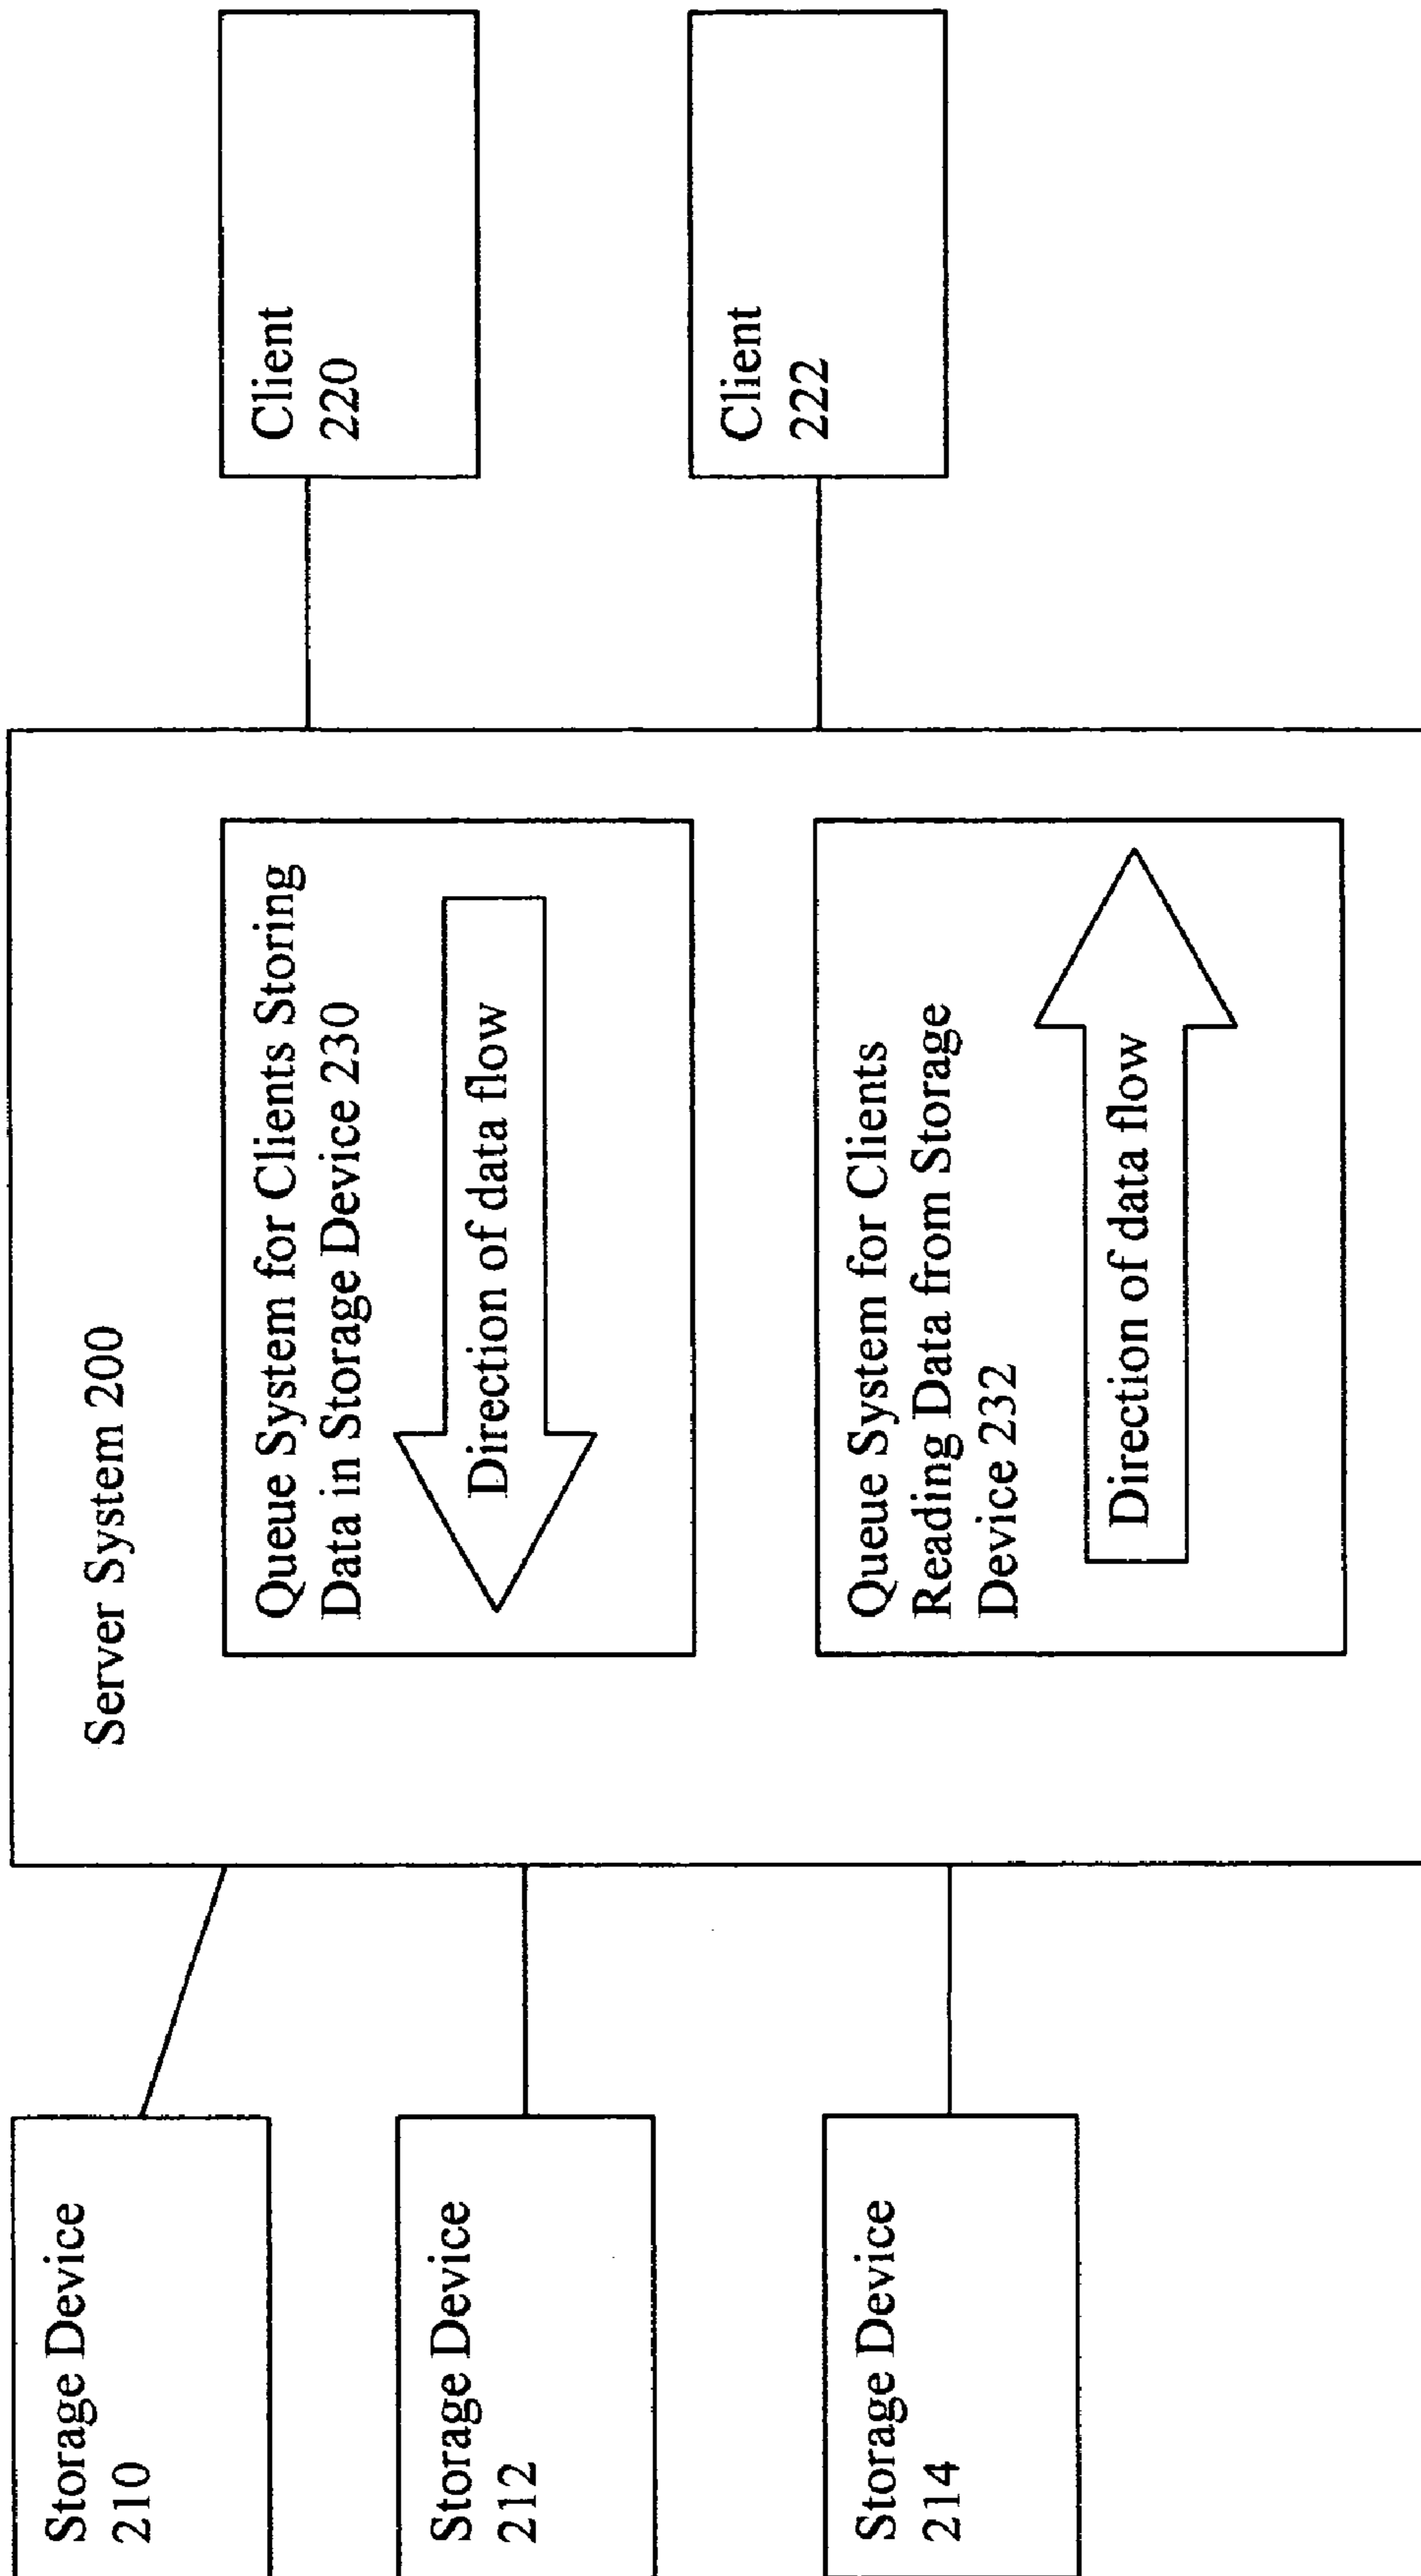 Storage Device
210
Storage Device
212
Storage Device
214
Server System 200
Queue System for Clients Storing
Data in Storage Device 230
Direction of data flow
Queue System for Clients
Reading Data from Storage
Device 232
Direction of data flow
Client
220
Client
222